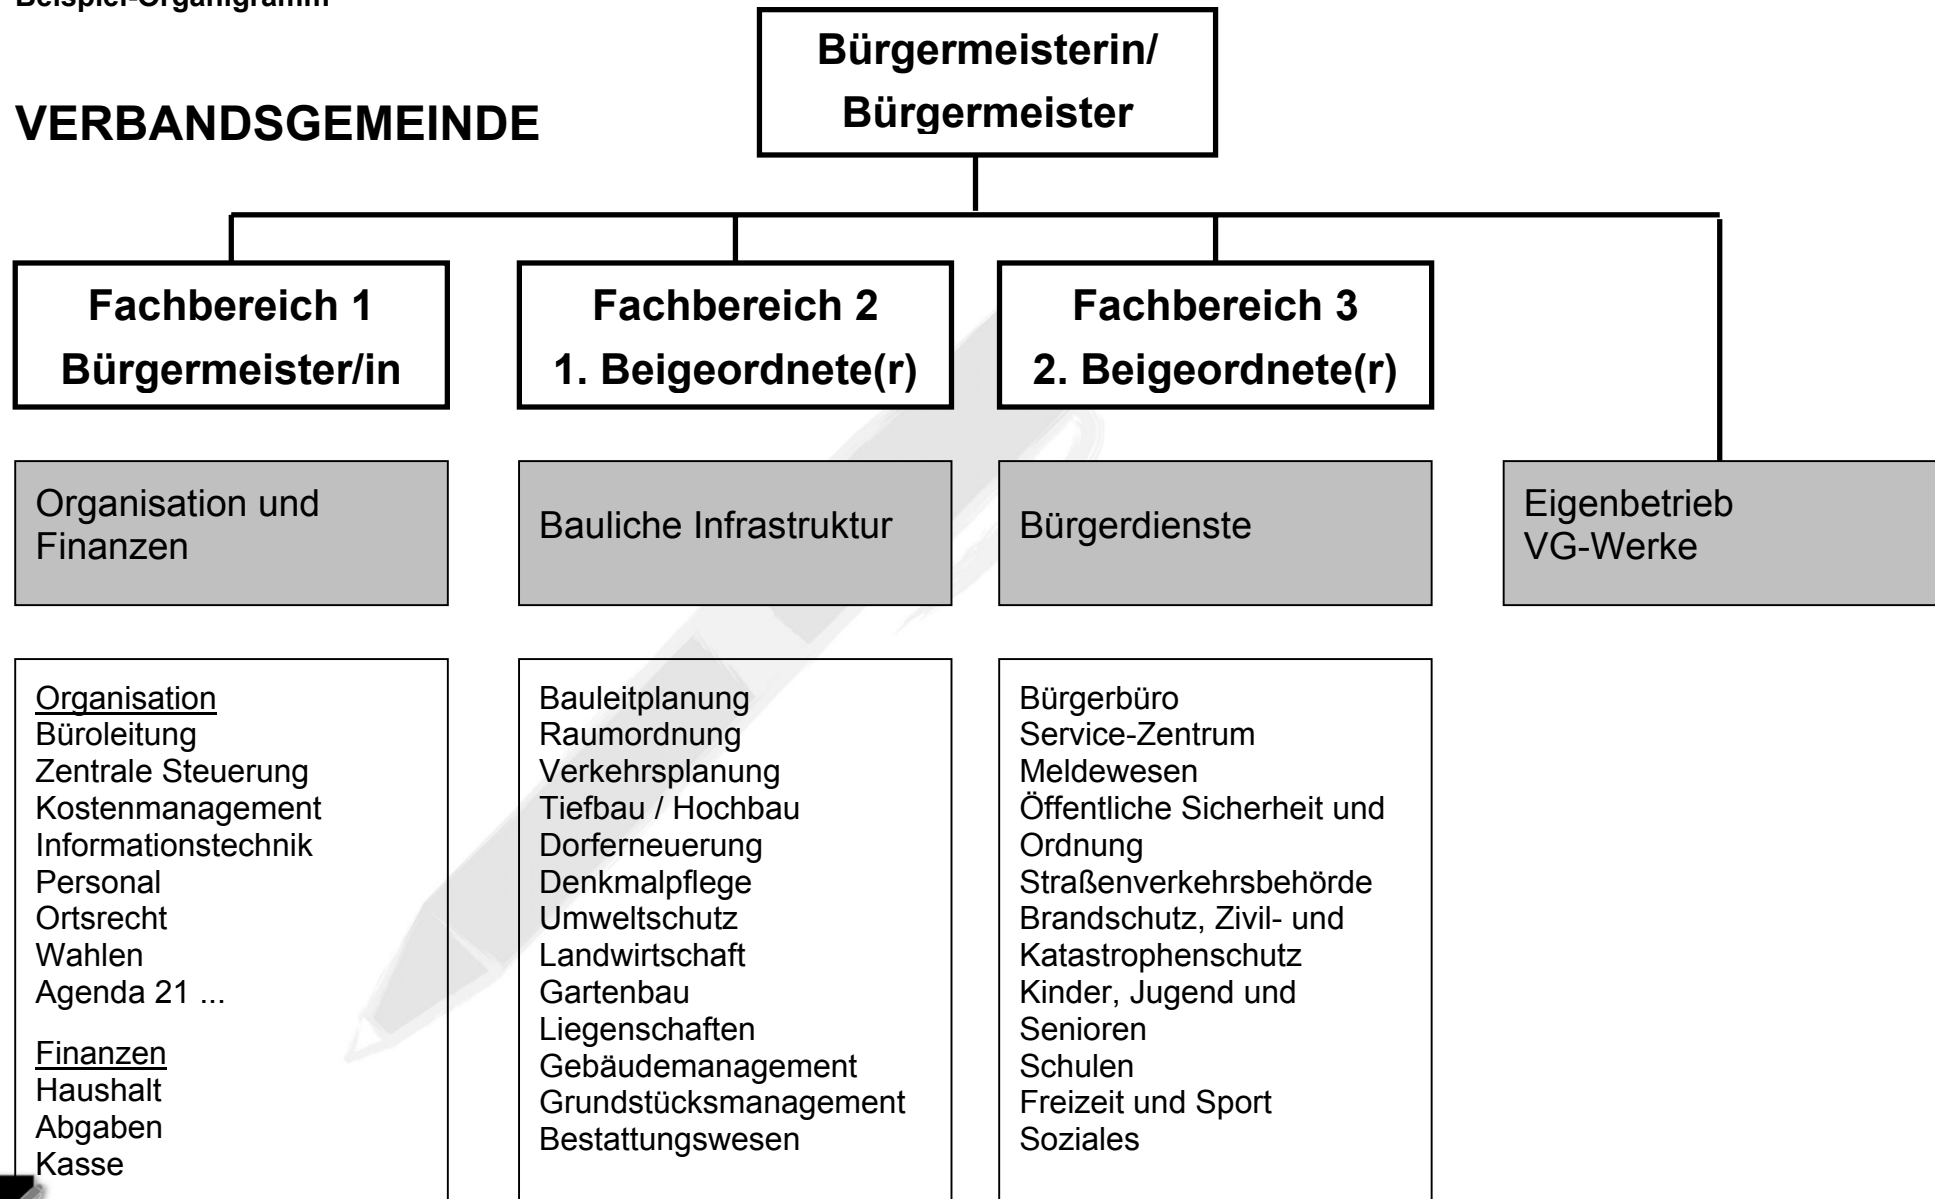 Beispiel-Organigramm
VERBANDSGEMEINDE
Bürgermeisterin/
Bürgermeister
Fachbereich 1
Bürgermeister/in
Fachbereich 2
1. Beigeordnete(r)
Fachbereich 3
2. Beigeordnete(r)
Organisation und
Finanzen
Bauliche Infrastruktur
Bürgerdienste
Eigenbetrieb
VG-Werke
Organisation
Büroleitung
Zentrale Steuerung
Kostenmanagement
Informationstechnik
Personal
Ortsrecht
Wahlen
Agenda 21 ...
Finanzen
Haushalt
Abgaben
Kasse
Bauleitplanung
Raumordnung
Verkehrsplanung
Tiefbau / Hochbau
Dorferneuerung
Denkmalpflege
Umweltschutz
Landwirtschaft
Gartenbau
Liegenschaften
Gebäudemanagement
Grundstücksmanagement
Bestattungswesen
Bürgerbüro
Service-Zentrum
Meldewesen
Öffentliche Sicherheit und
Ordnung
Straßenverkehrsbehörde
Brandschutz, Zivil- und
Katastrophenschutz
Kinder, Jugend und
Senioren
Schulen
Freizeit und Sport
Soziales